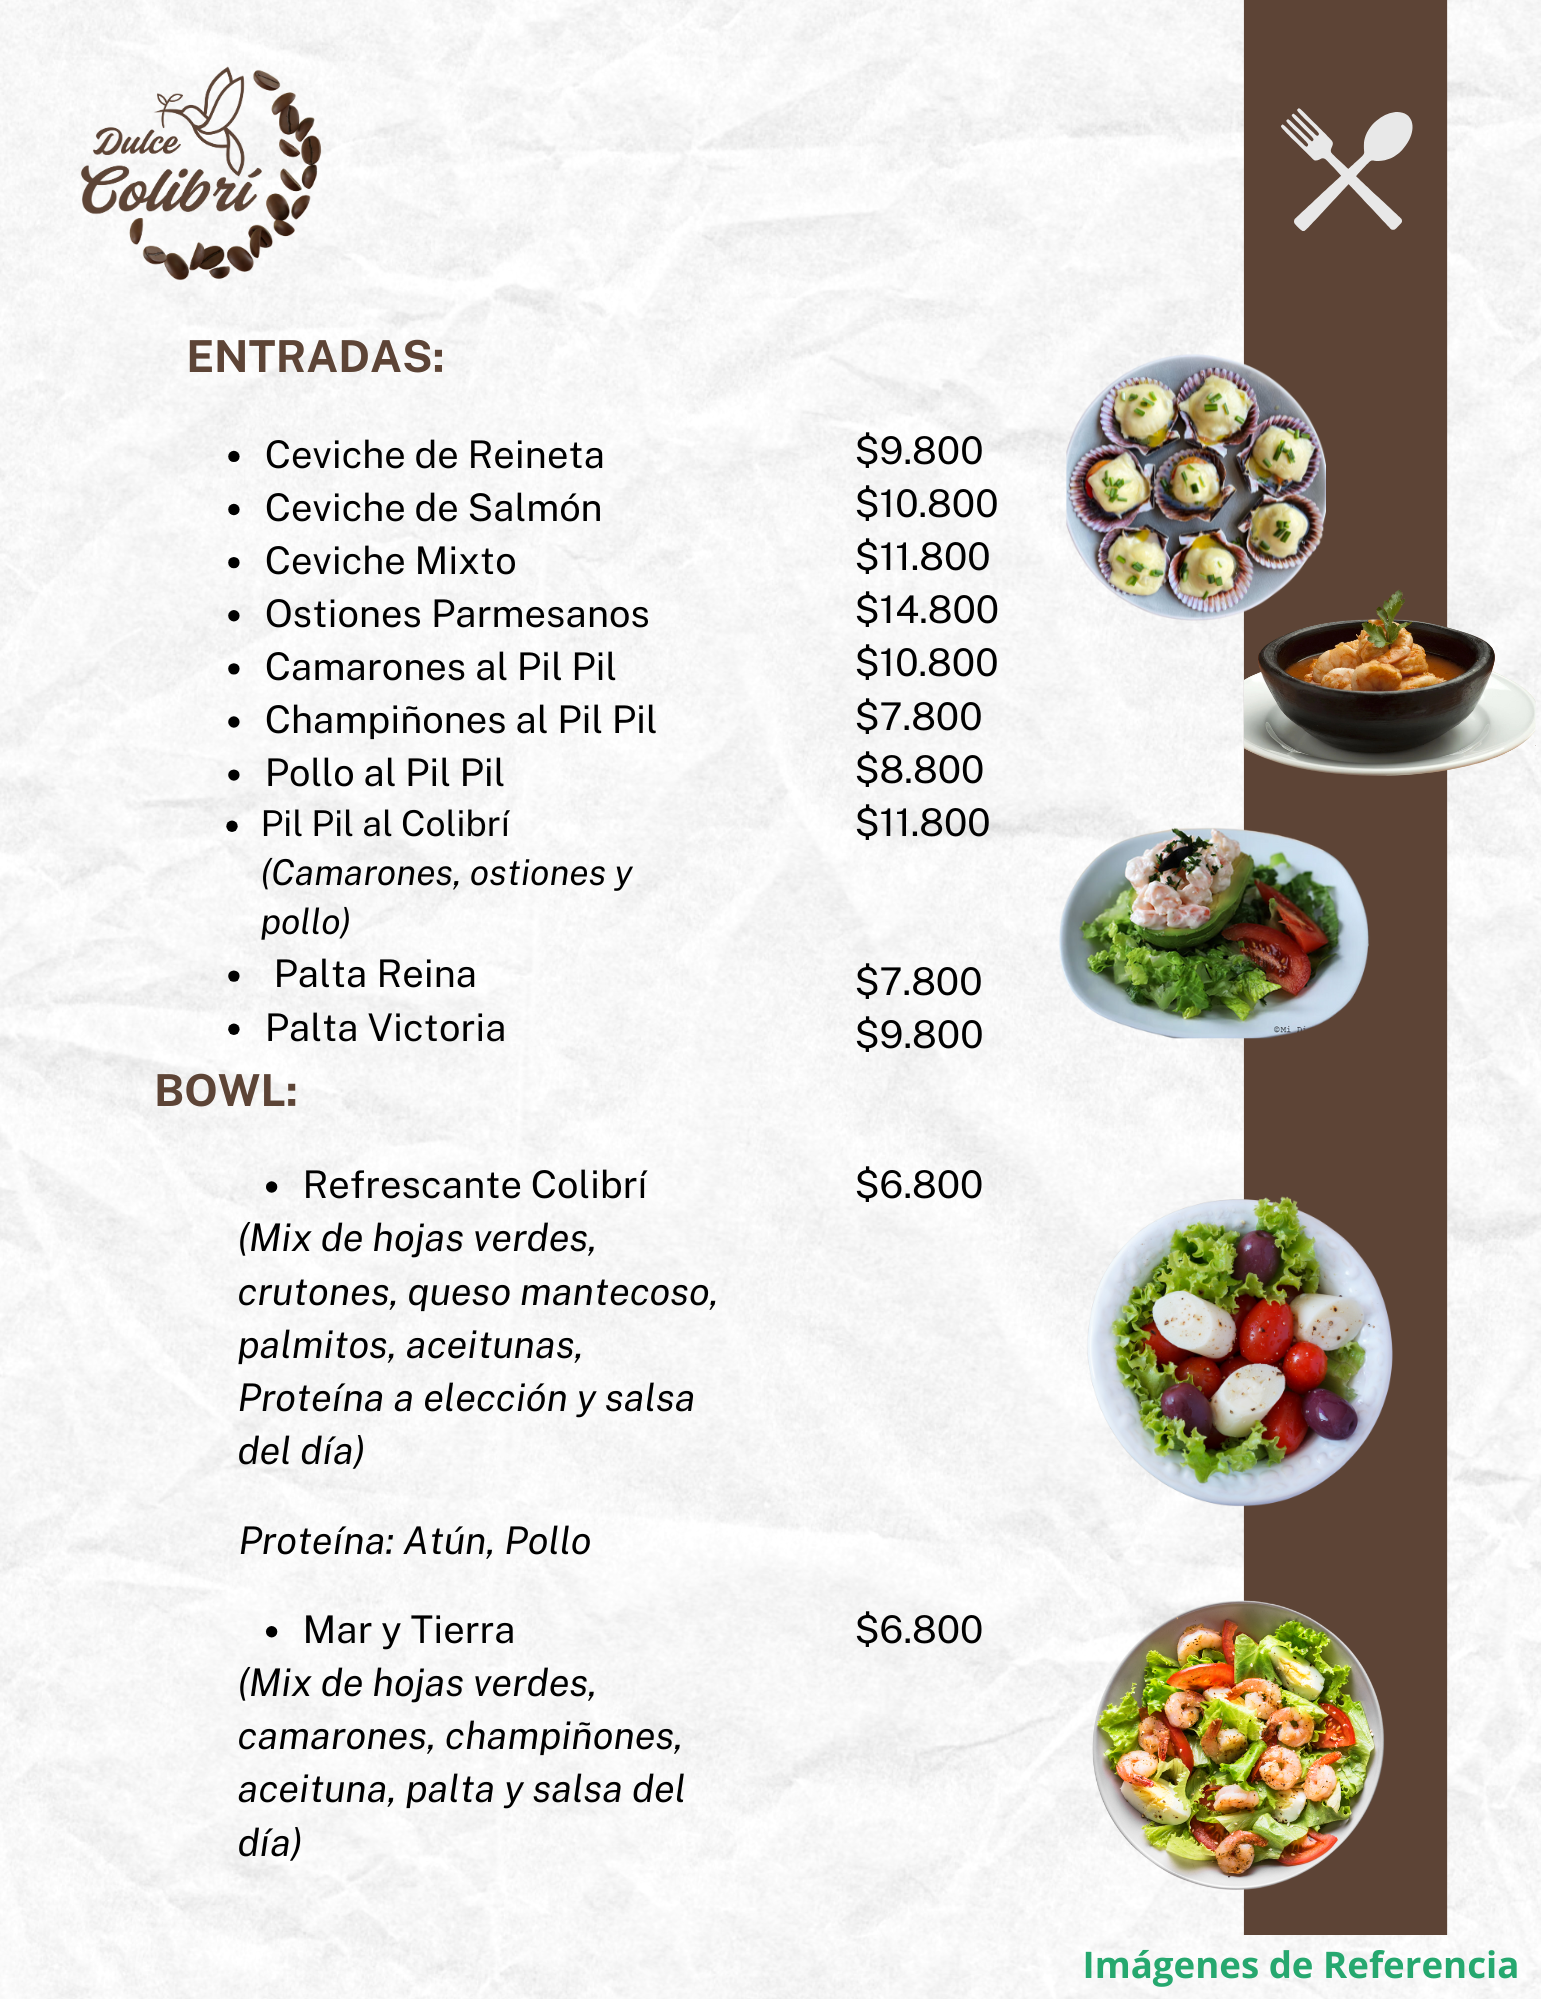 Dulce
Colibrí
ENTRADAS:
• Ceviche de Reineta $9.800
• Ceviche de Salmón $10.800
• Ceviche Mixto $11.800
• Ostiones Parmesanos $14.800
• Camarones al Pil Pil $10.800
• Champiñones al Pil Pil $7.800
• Pollo al Pil Pil $8.800
• Pil Pil al Colibrí $11.800
(Camarones, ostiones y
pollo)
• Palta Reina $7.800
• Palta Victoria $9.800
©Mi Di
BOWL:
• Refrescante Colibrí $6.800
(Mix de hojas verdes,
crutones, queso mantecoso,
palmitos, aceitunas,
Proteína a elección y salsa
del día)
Proteína: Atún, Pollo
• Mar y Tierra $6.800
(Mix de hojas verdes,
camarones, champiñones,
aceituna, palta y salsa del
día)
Imágenes de Referencia